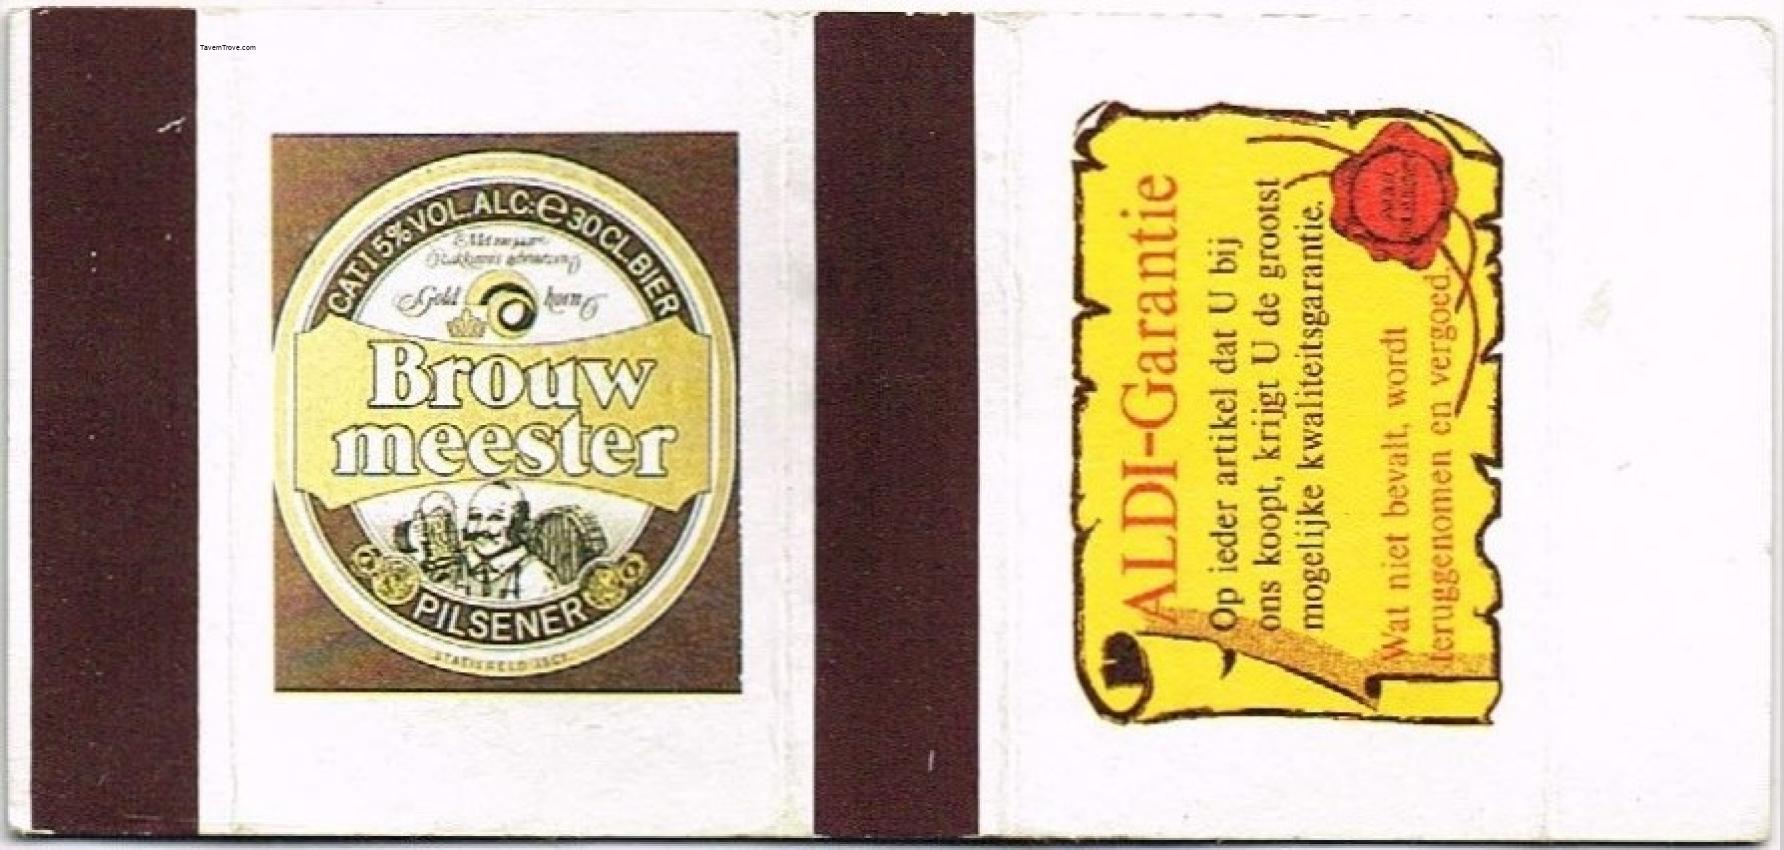 TavernTrove.com
CAT I 5% VOL. ALC. e 30 CL BIER
Gold horn
Brouw
meester
PILSENER
ALDI-Garantie
Op ieder artikel dat U bij
ons koopt, krijgt U de grootst
mogelijke kwaliteitsgarantie.
Wat niet bevalt, wordt
teruggenomen en vergoed.